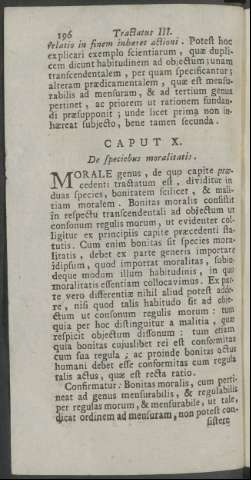 196 Tractatus III.
relatio in finem inhæret actioni. Potest hoc
explicari exemplo scientiarum, quæ dupli-
cem dicunt habitudinem ad objectum; unam
transcendentalem, per quam specificantur;
alteram prædicamentalem, quæ est mensu-
rabilis ad mensuram, & ad tertium genus
pertinet, ac priorem ut rationem fundan-
di præsupponit; unde licet prima non in-
hæreat subjecto, bene tamen secunda.
CAPUT X.
De speciebus moralitatis.
MORALE genus, de quo capite præ-
cedenti tractatum est, dividitur in
duas species, bonitatem scilicet, & mali-
tiam moralem. Bonitas moralis consistit
in respectu transcendentali ad objectum ut
consonum regulis morum, ut evidenter col-
ligitur ex principiis capite præcedenti sta-
tutis. Cum enim bonitas sit species mora-
litatis, debet ex parte generis importare
idipsum, quod importat moralitas, subin-
deque modum illum habitudinis, in quo
moralitatis essentiam collocavimus. Ex par-
te vero differentiæ nihil aliud potest adde-
re, nisi quod talis habitudo sit ad obje-
ctum ut consonum regulis morum: tum
quia per hoc distinguitur a malitia, quæ
respicit objectum dissonum: tum etiam
quia bonitas cujuslibet rei est conformitas
cum sua regula; ac proinde bonitas actus
humani debet esse conformitas cum regula
talis actus, quæ est recta ratio.
Confirmatur: Bonitas moralis, cum perti-
neat ad genus mensurabilis, & regulabilis
per regulas morum, & mensurabile, ut tale,
dicat ordinem ad mensuram, non potest con-
sistere